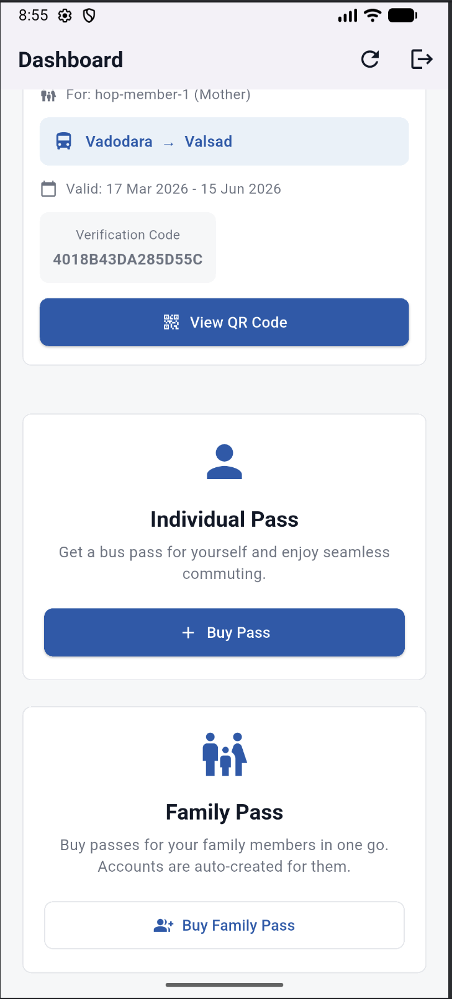 8:55
Dashboard
For: hop-member-1 (Mother)
Vadodara → Valsad
Valid: 17 Mar 2026 - 15 Jun 2026
Verification Code
4018B43DA285D55C
View QR Code
Individual Pass
Get a bus pass for yourself and enjoy seamless
commuting.
+ Buy Pass
Family Pass
Buy passes for your family members in one go.
Accounts are auto-created for them.
Buy Family Pass